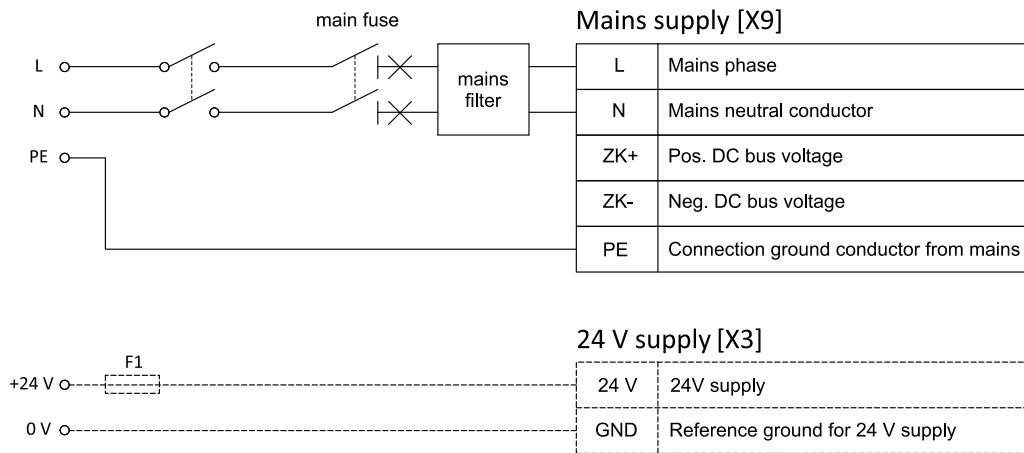 main fuse
Mains supply [X9]
L
mains filter
L Mains phase
N
N Mains neutral conductor
PE
ZK+ Pos. DC bus voltage
ZK- Neg. DC bus voltage
PE Connection ground conductor from mains
24 V supply [X3]
F1
+24 V
24 V 24V supply
0 V
GND Reference ground for 24 V supply